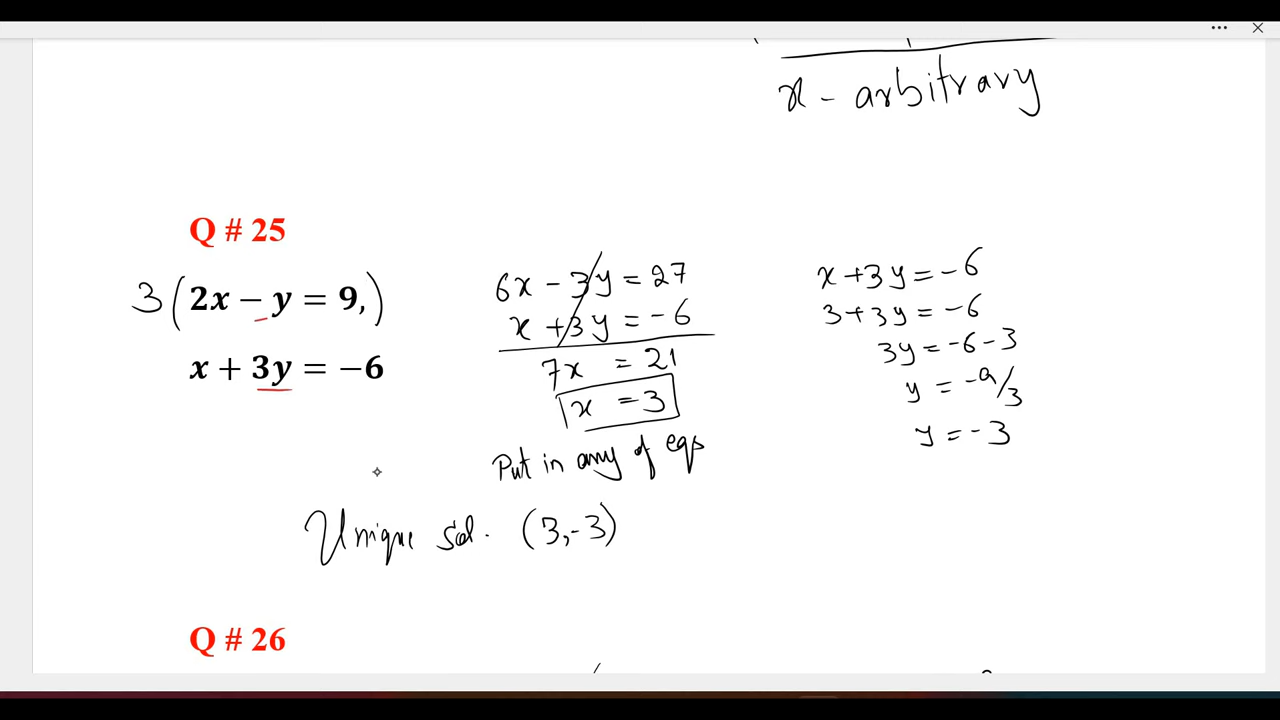 x - arbitrary
Q # 25
3(2x − y = 9,)
x + 3y = −6
6x - 3y = 27
x + 3y = -6
7x = 21
x = 3
Put in any of eqs
x + 3y = -6
3 + 3y = -6
3y = -6 - 3
y = -9/3
y = -3
Unique sol. (3, -3)
Q # 26